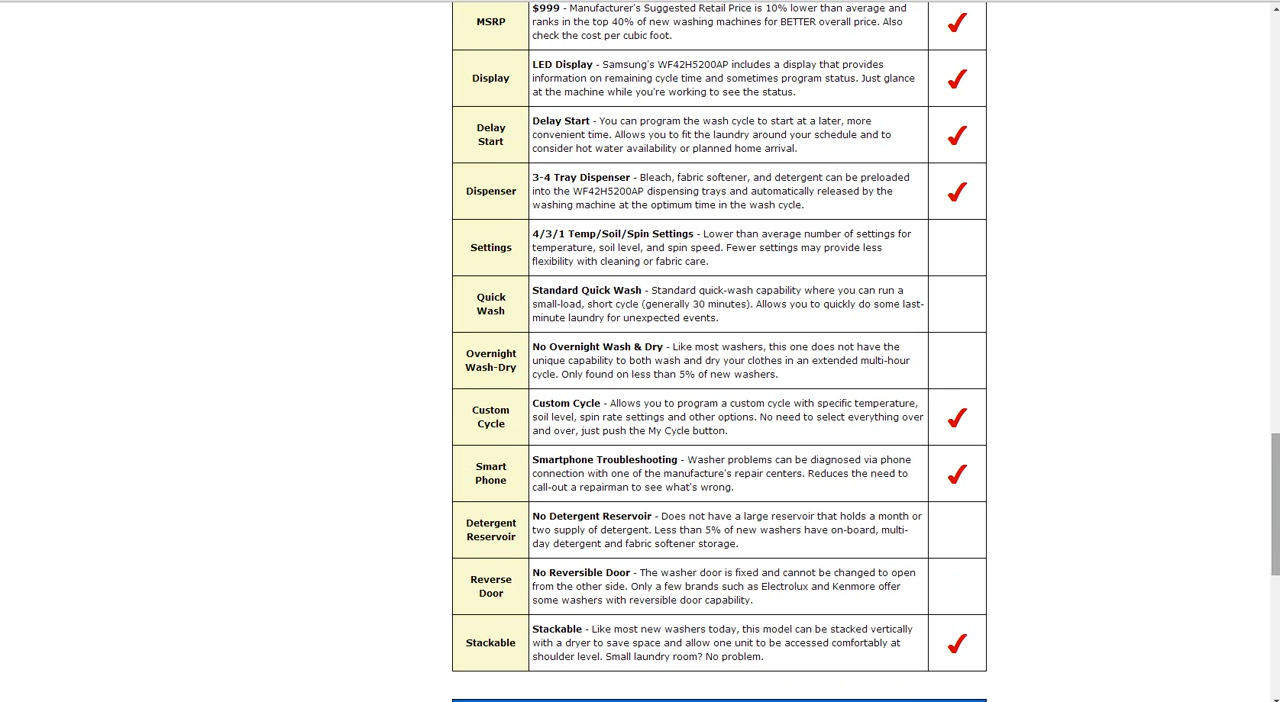 MSRP
$999 - Manufacturer's Suggested Retail Price is 10% lower than average and
ranks in the top 40% of new washing machines for BETTER overall price. Also
check the cost per cubic foot.
Display
LED Display - Samsung's WF42H5200AP includes a display that provides
information on remaining cycle time and sometimes program status. Just glance
at the machine while you're working to see the status.
Delay
Start
Delay Start - You can program the wash cycle to start at a later, more
convenient time. Allows you to fit the laundry around your schedule and to
consider hot water availability or planned home arrival.
Dispenser
3-4 Tray Dispenser - Bleach, fabric softener, and detergent can be preloaded
into the WF42H5200AP dispensing trays and automatically released by the
washing machine at the optimum time in the wash cycle.
Settings
4/3/1 Temp/Soil/Spin Settings - Lower than average number of settings for
temperature, soil level, and spin speed. Fewer settings may provide less
flexibility with cleaning or fabric care.
Quick
Wash
Standard Quick Wash - Standard quick-wash capability where you can run a
small-load, short cycle (generally 30 minutes). Allows you to quickly do some last-
minute laundry for unexpected events.
Overnight
Wash-Dry
No Overnight Wash & Dry - Like most washers, this one does not have the
unique capability to both wash and dry your clothes in an extended multi-hour
cycle. Only found on less than 5% of new washers.
Custom
Cycle
Custom Cycle - Allows you to program a custom cycle with specific temperature,
soil level, spin rate settings and other options. No need to select everything over
and over, just push the My Cycle button.
Smart
Phone
Smartphone Troubleshooting - Washer problems can be diagnosed via phone
connection with one of the manufacture's repair centers. Reduces the need to
call-out a repairman to see what's wrong.
Detergent
Reservoir
No Detergent Reservoir - Does not have a large reservoir that holds a month or
two supply of detergent. Less than 5% of new washers have on-board, multi-
day detergent and fabric softener storage.
Reverse
Door
No Reversible Door - The washer door is fixed and cannot be changed to open
from the other side. Only a few brands such as Electrolux and Kenmore offer
some washers with reversible door capability.
Stackable
Stackable - Like most new washers today, this model can be stacked vertically
with a dryer to save space and allow one unit to be accessed comfortably at
shoulder level. Small laundry room? No problem.